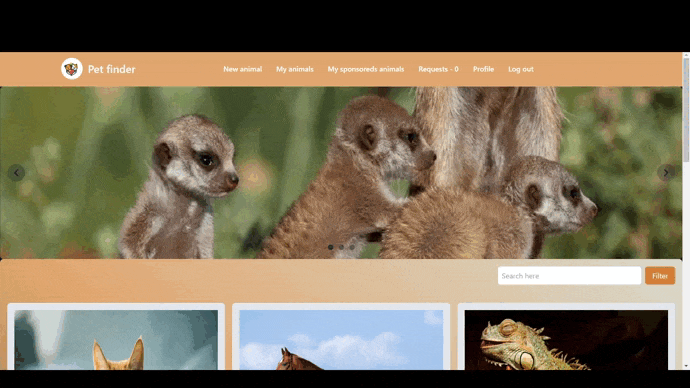 Pet finder
New animal My animals My sponsoreds animals Requests - 0 Profile Log out
Search here
Filter